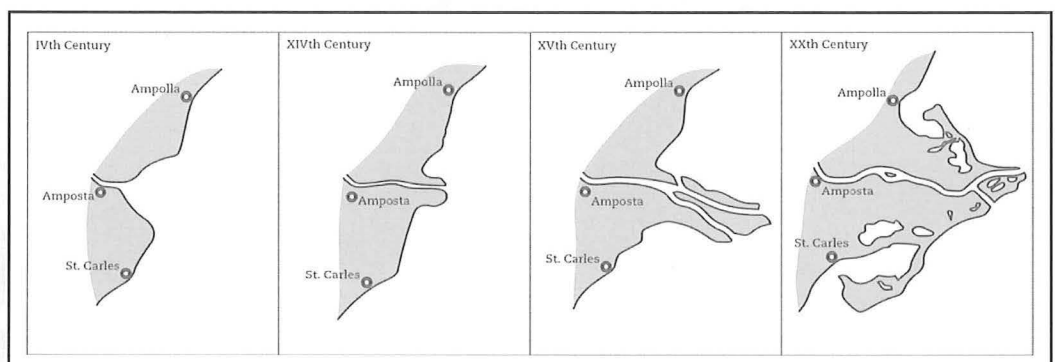 IVth Century
Ampolla
Amposta
St. Carles
XIVth Century
Ampolla
Amposta
St. Carles
XVth Century
Ampolla
Amposta
St. Carles
XXth Century
Ampolla
Amposta
St. Carles